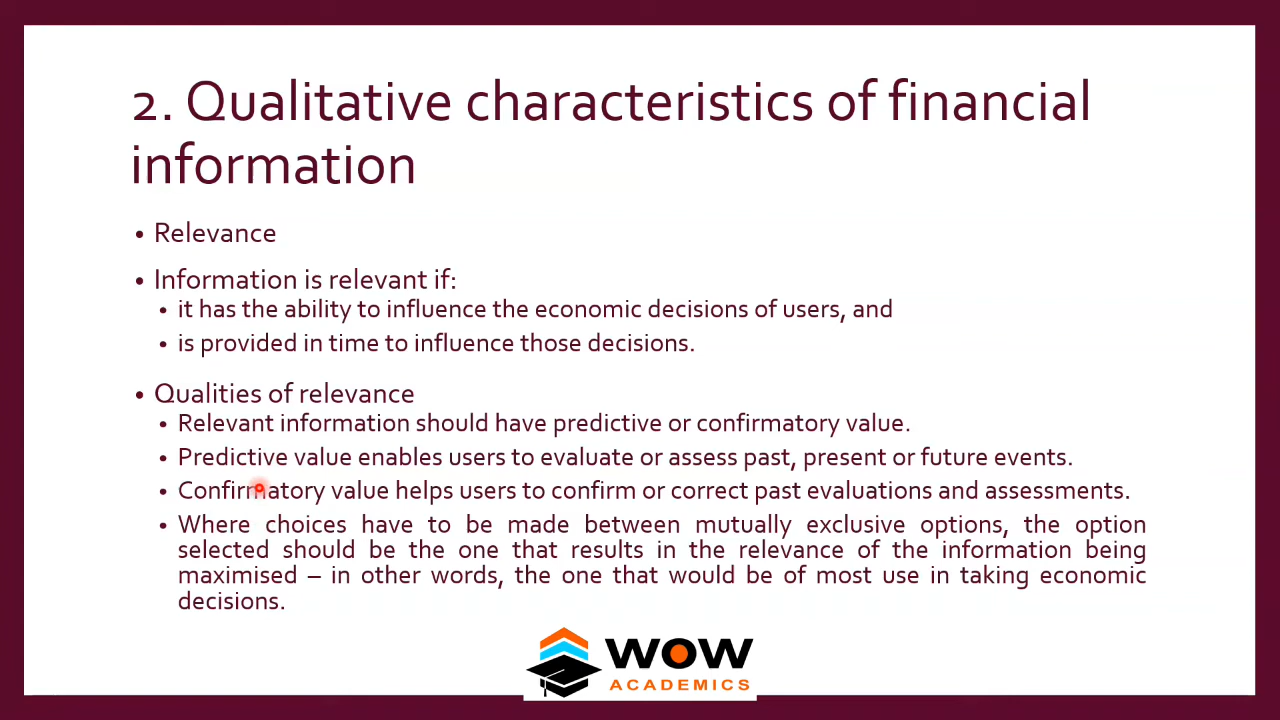 2. Qualitative characteristics of financial
information
• Relevance
• Information is relevant if:
• it has the ability to influence the economic decisions of users, and
• is provided in time to influence those decisions.
• Qualities of relevance
• Relevant information should have predictive or confirmatory value.
• Predictive value enables users to evaluate or assess past, present or future events.
• Confirmatory value helps users to confirm or correct past evaluations and assessments.
• Where choices have to be made between mutually exclusive options, the option
selected should be the one that results in the relevance of the information being
maximised – in other words, the one that would be of most use in taking economic
decisions.
WOW
ACADEMICS